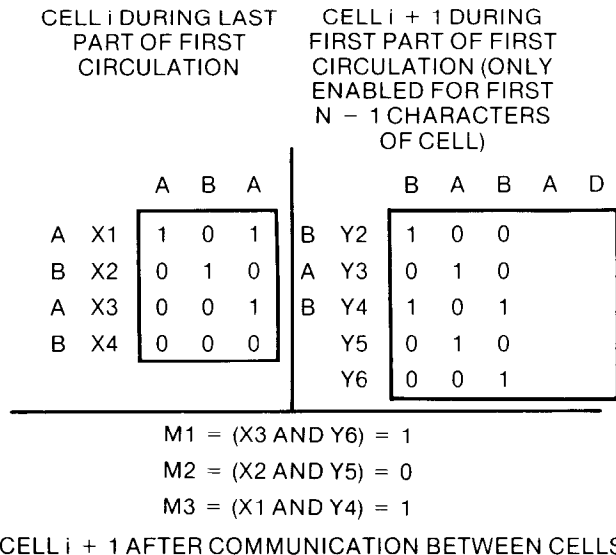 CELL i DURING LAST
PART OF FIRST
CIRCULATION
CELL i + 1 DURING
FIRST PART OF FIRST
CIRCULATION (ONLY
ENABLED FOR FIRST
N − 1 CHARACTERS
OF CELL)
A B A
A X1 1 0 1
B X2 0 1 0
A X3 0 0 1
B X4 0 0 0
B A B A D
B Y2 1 0 0
A Y3 0 1 0
B Y4 1 0 1
Y5 0 1 0
Y6 0 0 1
M1 = (X3 AND Y6) = 1
M2 = (X2 AND Y5) = 0
M3 = (X1 AND Y4) = 1
CELL i + 1 AFTER COMMUNICATION BETWEEN CELLS